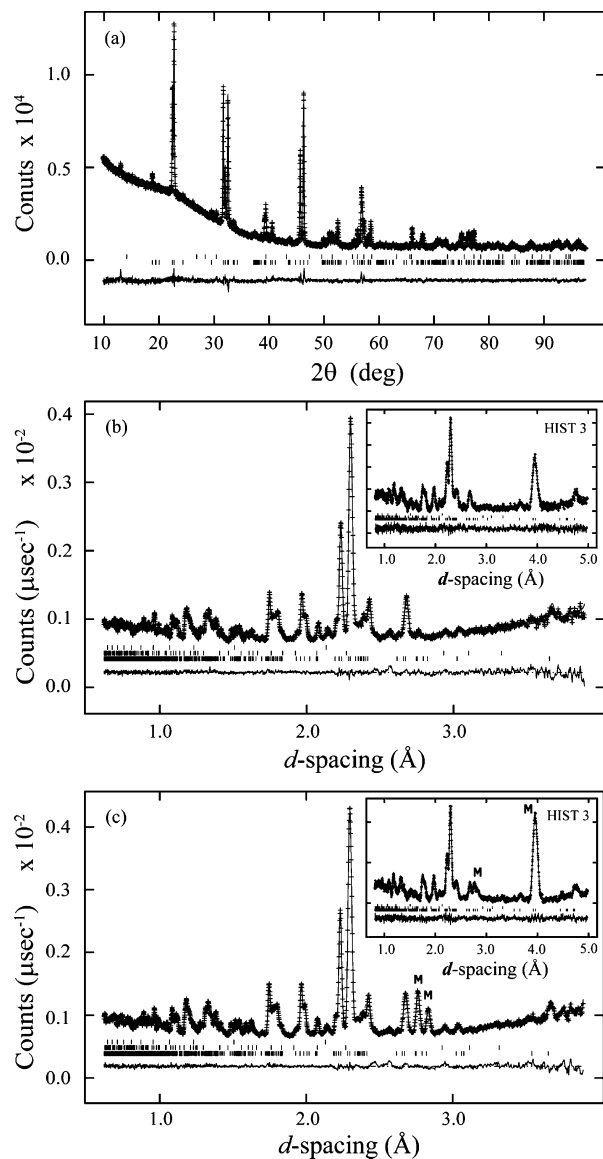 (a)
Conuts x 10⁴
1.0
0.5
0.0
10 20 30 40 50 60 70 80 90
2θ (deg)
(b)
Counts (μsec⁻¹) x 10⁻²
0.4
0.3
0.2
0.1
0.0
1.0 2.0 3.0
d-spacing (Å)
HIST 3
1.0 2.0 3.0 4.0 5.0
d-spacing (Å)
(c)
Counts (μsec⁻¹) x 10⁻²
0.4
0.3
0.2
0.1
0.0
M
M
1.0 2.0 3.0
d-spacing (Å)
M
HIST 3
M
1.0 2.0 3.0 4.0 5.0
d-spacing (Å)